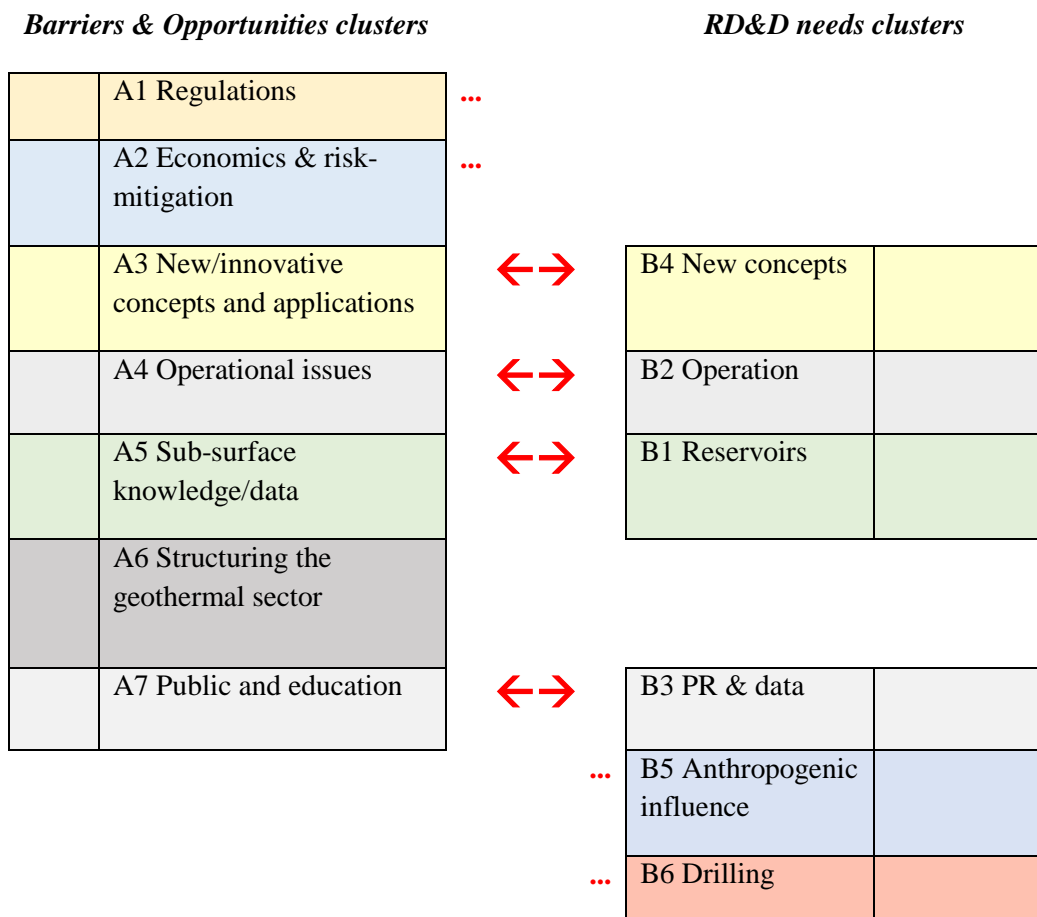 Barriers & Opportunities clusters
RD&D needs clusters
A1 Regulations
...
A2 Economics & risk-
mitigation
...
A3 New/innovative
concepts and applications
←→
B4 New concepts
A4 Operational issues
←→
B2 Operation
A5 Sub-surface
knowledge/data
←→
B1 Reservoirs
A6 Structuring the
geothermal sector
A7 Public and education
←→
B3 PR & data
...
B5 Anthropogenic
influence
...
B6 Drilling